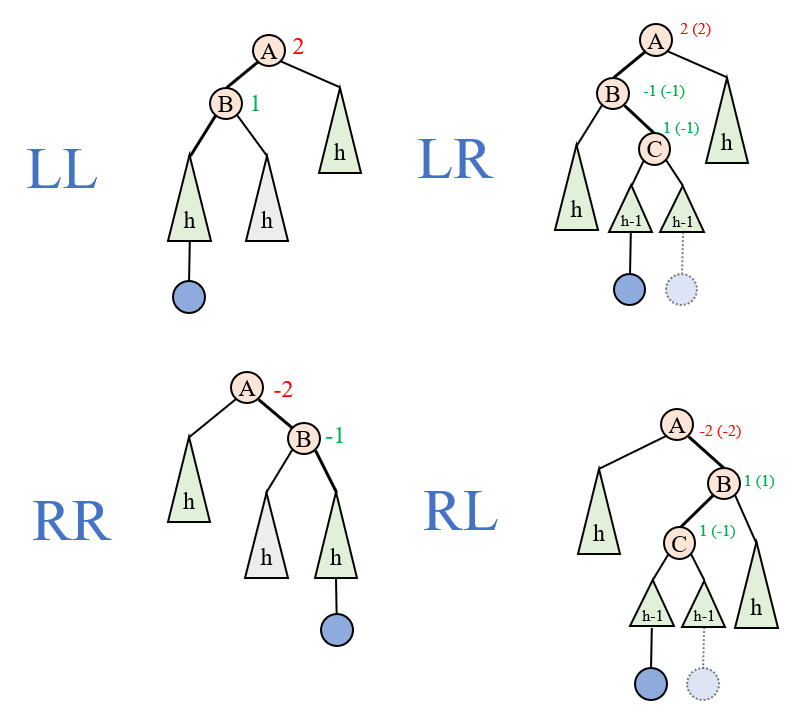 LL
A 2
B 1
h h h
LR
A 2 (2)
B -1 (-1)
C 1 (-1)
h h-1 h-1 h
RR
A -2
B -1
h h h
RL
A -2 (-2)
B 1 (1)
C 1 (-1)
h h-1 h-1 h